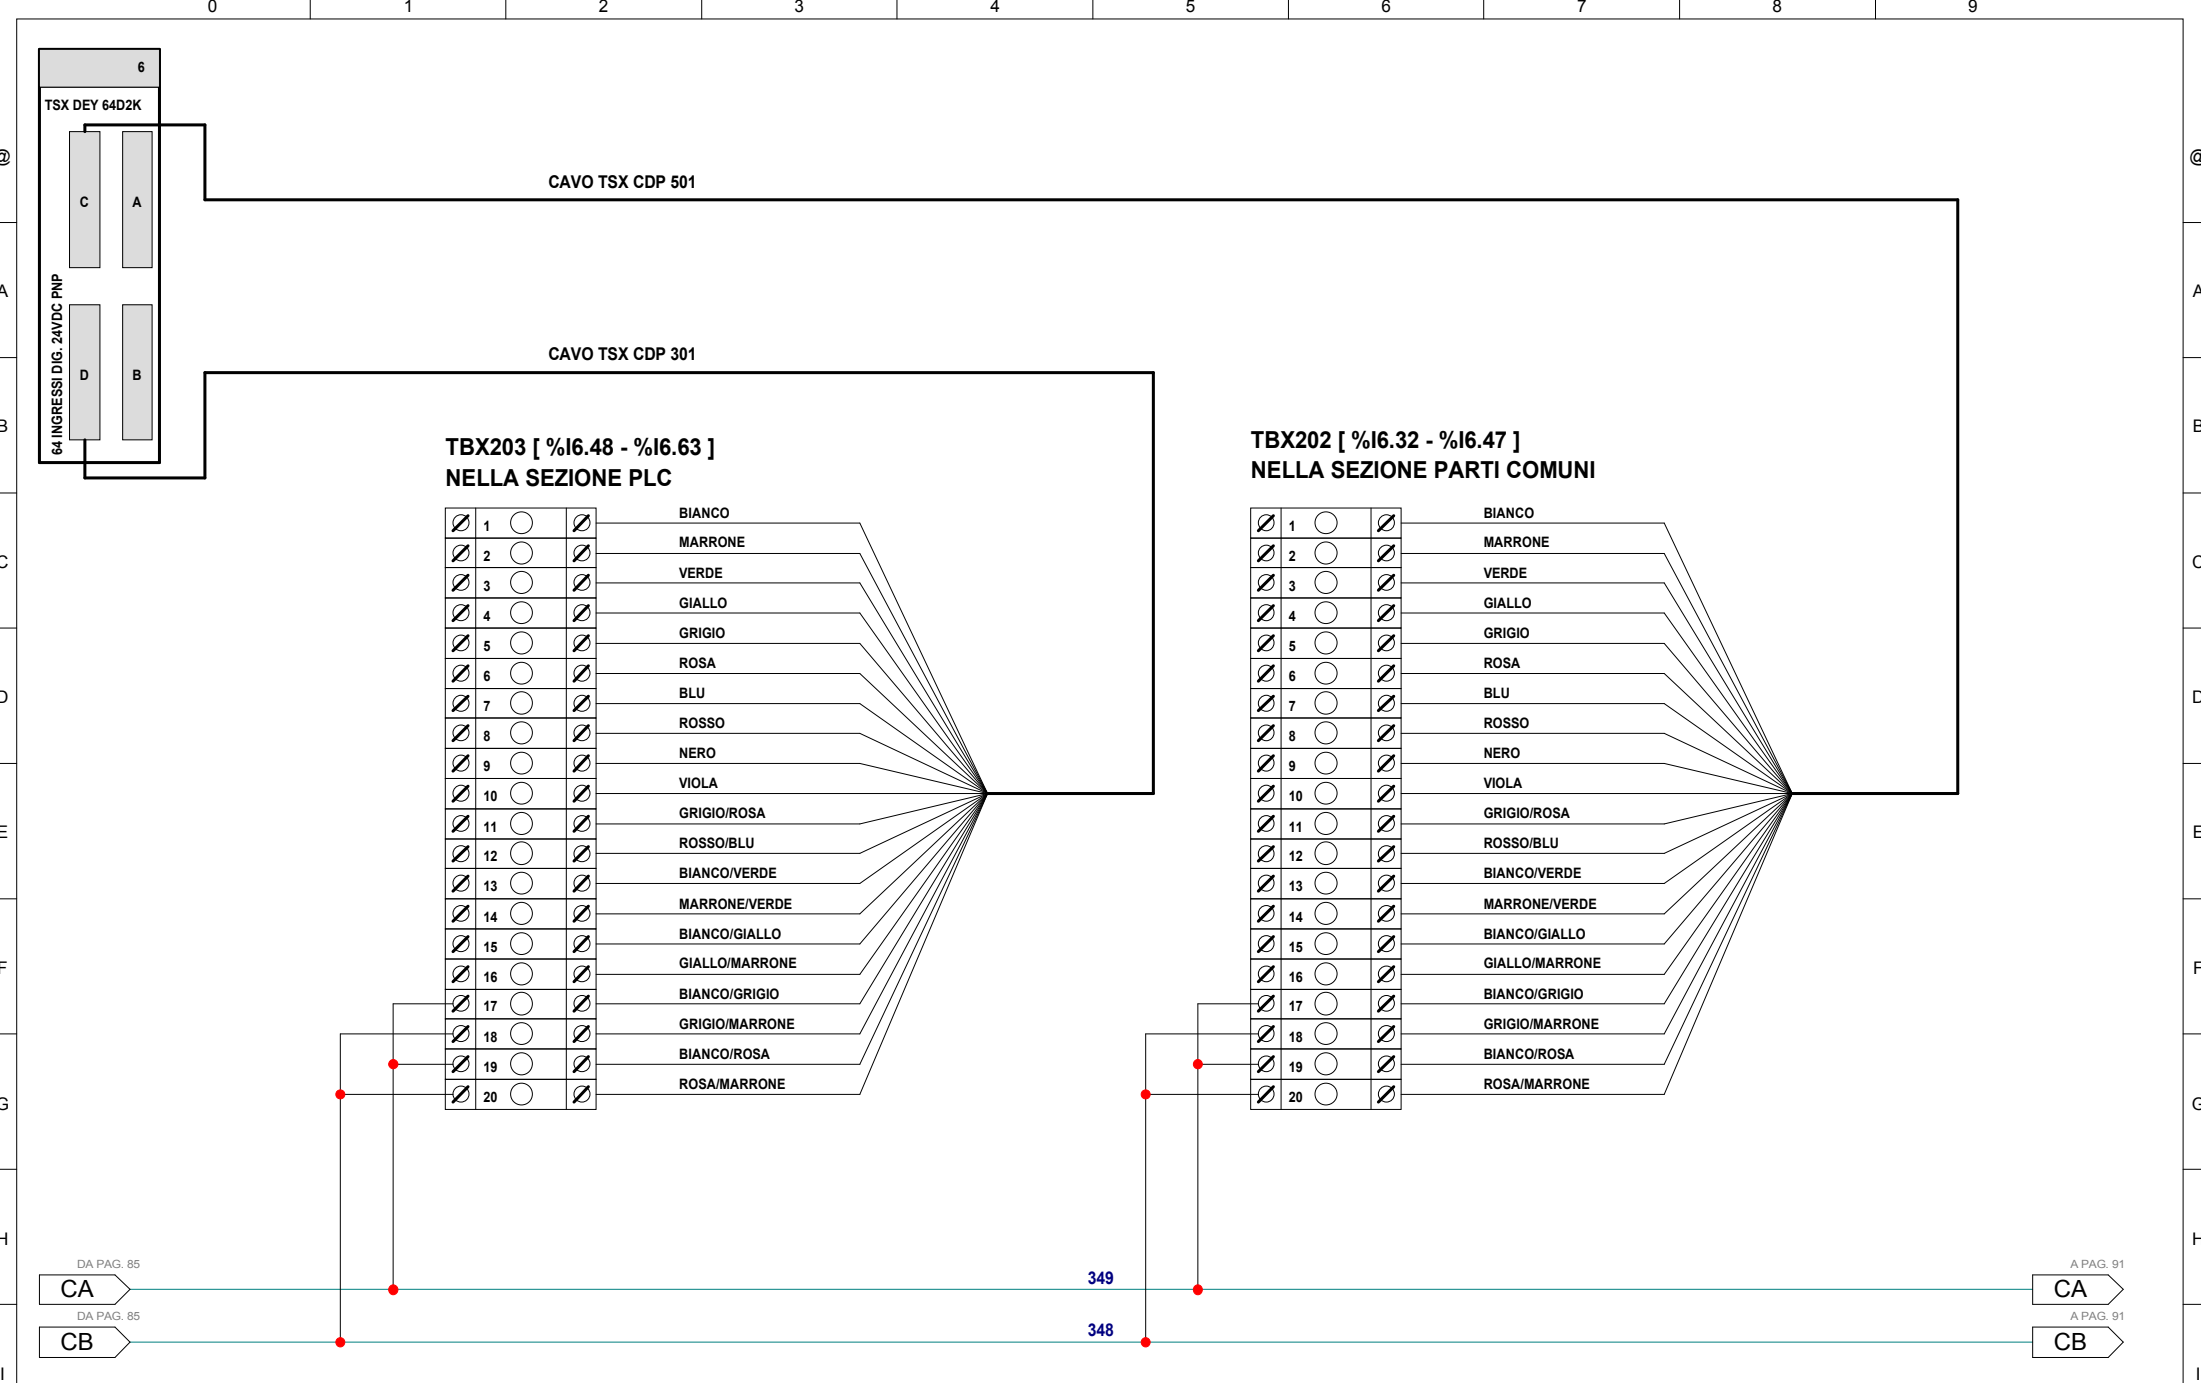 0 1 2 3 4 5 6 7 8 9
6
TSX DEY 64D2K
@ @
CAVO TSX CDP 501
C A
A A
64 INGRESSI DIG. 24VDC PNP
CAVO TSX CDP 301
D B
B B
TBX203 [ %I6.48 - %I6.63 ]
NELLA SEZIONE PLC
1 BIANCO
2 MARRONE
3 VERDE
4 GIALLO
5 GRIGIO
6 ROSA
7 BLU
8 ROSSO
9 NERO
10 VIOLA
11 GRIGIO/ROSA
12 ROSSO/BLU
13 BIANCO/VERDE
14 MARRONE/VERDE
15 BIANCO/GIALLO
16 GIALLO/MARRONE
17 BIANCO/GRIGIO
18 GRIGIO/MARRONE
19 BIANCO/ROSA
20 ROSA/MARRONE
TBX202 [ %I6.32 - %I6.47 ]
NELLA SEZIONE PARTI COMUNI
1 BIANCO
2 MARRONE
3 VERDE
4 GIALLO
5 GRIGIO
6 ROSA
7 BLU
8 ROSSO
9 NERO
10 VIOLA
11 GRIGIO/ROSA
12 ROSSO/BLU
13 BIANCO/VERDE
14 MARRONE/VERDE
15 BIANCO/GIALLO
16 GIALLO/MARRONE
17 BIANCO/GRIGIO
18 GRIGIO/MARRONE
19 BIANCO/ROSA
20 ROSA/MARRONE
C C
D D
E E
F F
G G
H H
DA PAG. 85 A PAG. 91
CA 349 CA
DA PAG. 85 A PAG. 91
CB 348 CB
I I